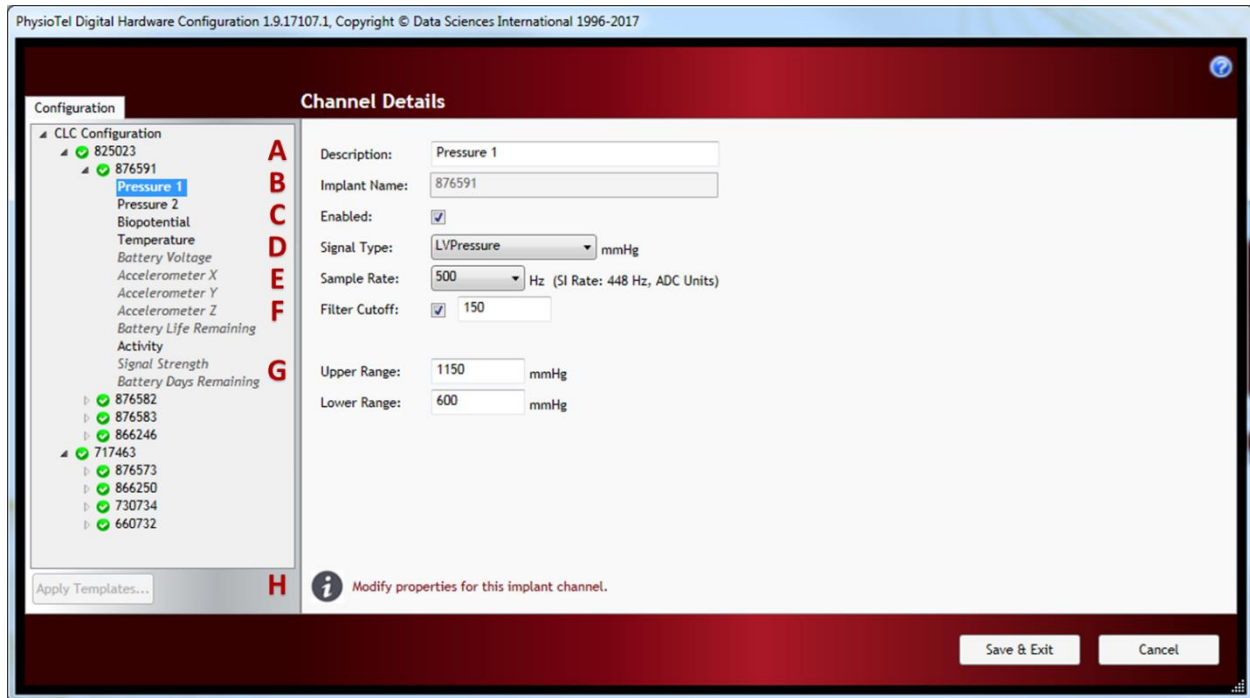 PhysioTel Digital Hardware Configuration 1.9.17107.1, Copyright © Data Sciences International 1996-2017
Configuration
Channel Details
CLC Configuration
825023
876591
Pressure 1
Pressure 2
Biopotential
Temperature
Battery Voltage
Accelerometer X
Accelerometer Y
Accelerometer Z
Battery Life Remaining
Activity
Signal Strength
Battery Days Remaining
876582
876583
866246
717463
876573
866250
730734
660732
Apply Templates...
A
Description: Pressure 1
B
Implant Name: 876591
C
Enabled:
D
Signal Type: LVPressure mmHg
E
Sample Rate: 500 Hz (SI Rate: 448 Hz, ADC Units)
F
Filter Cutoff: 150
G
Upper Range: 1150 mmHg
Lower Range: 600 mmHg
H
i Modify properties for this implant channel.
?
Save & Exit
Cancel